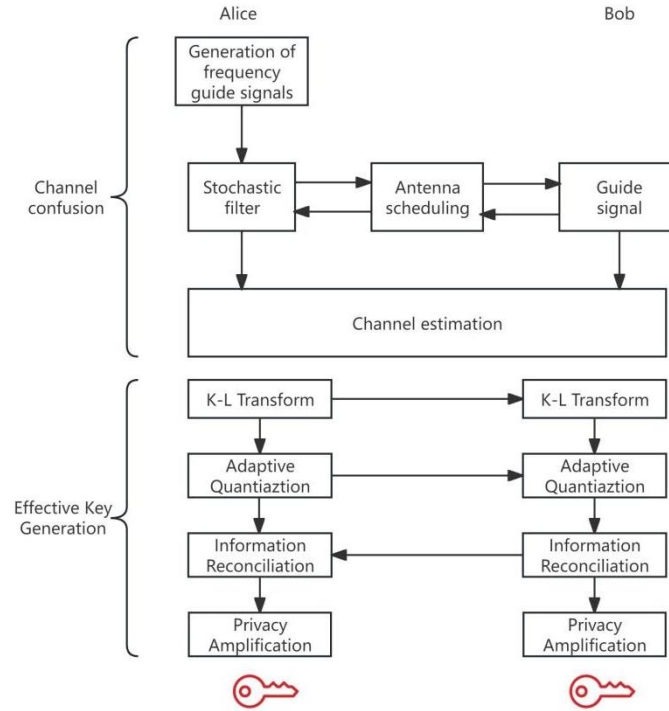 Alice
Bob
Generation of
frequency
guide signals
Channel
confusion
Stochastic
filter
Antenna
scheduling
Guide
signal
Channel estimation
K-L Transform
K-L Transform
Adaptive
Quantiaztion
Adaptive
Quantiaztion
Effective Key
Generation
Information
Reconciliation
Information
Reconciliation
Privacy
Amplification
Privacy
Amplification